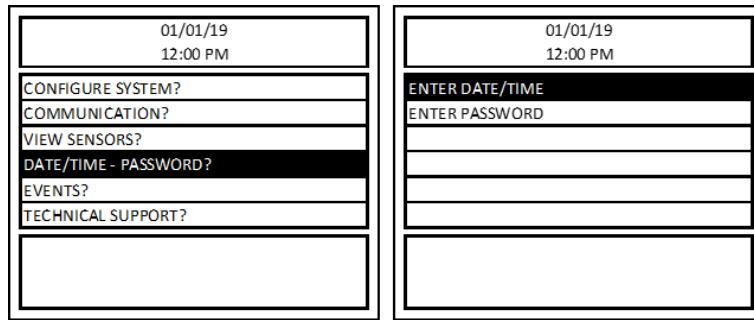 01/01/19
12:00 PM
CONFIGURE SYSTEM?
COMMUNICATION?
VIEW SENSORS?
DATE/TIME - PASSWORD?
EVENTS?
TECHNICAL SUPPORT?
01/01/19
12:00 PM
ENTER DATE/TIME
ENTER PASSWORD